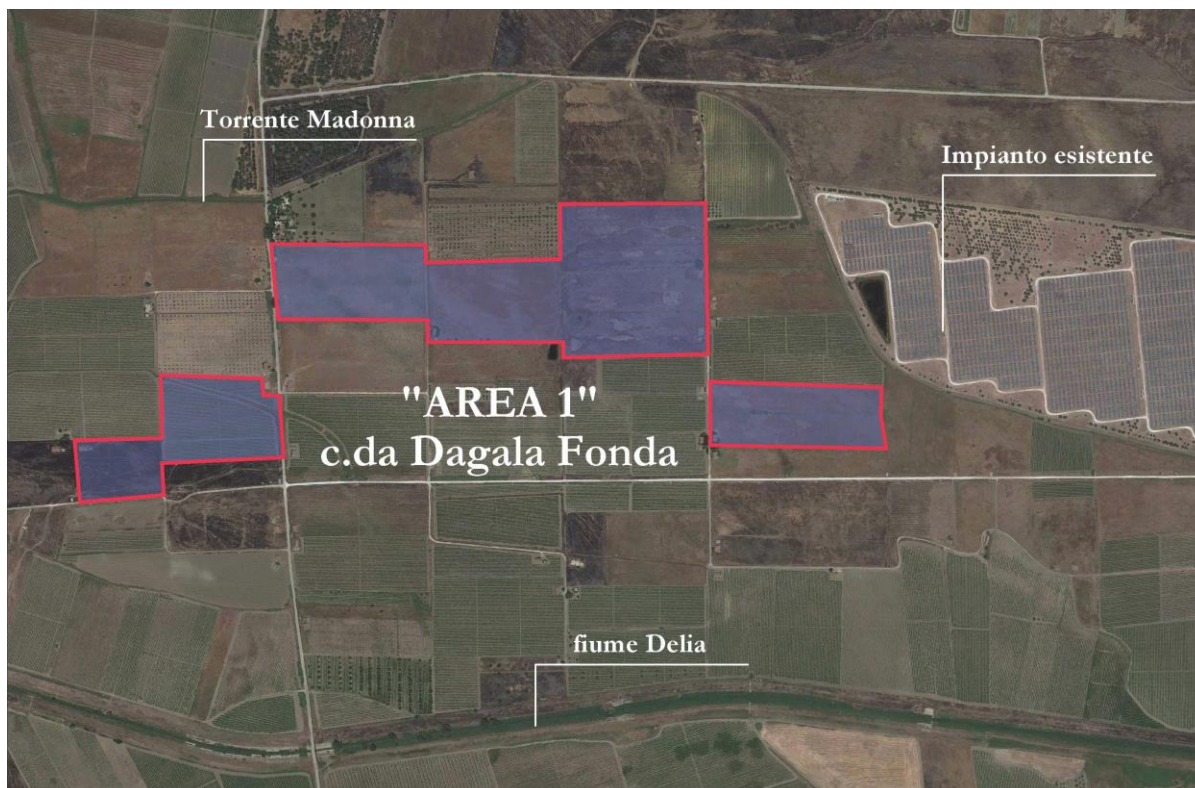 Torrente Madonna
Impianto esistente
"AREA 1"
c.da Dagala Fonda
fiume Delia